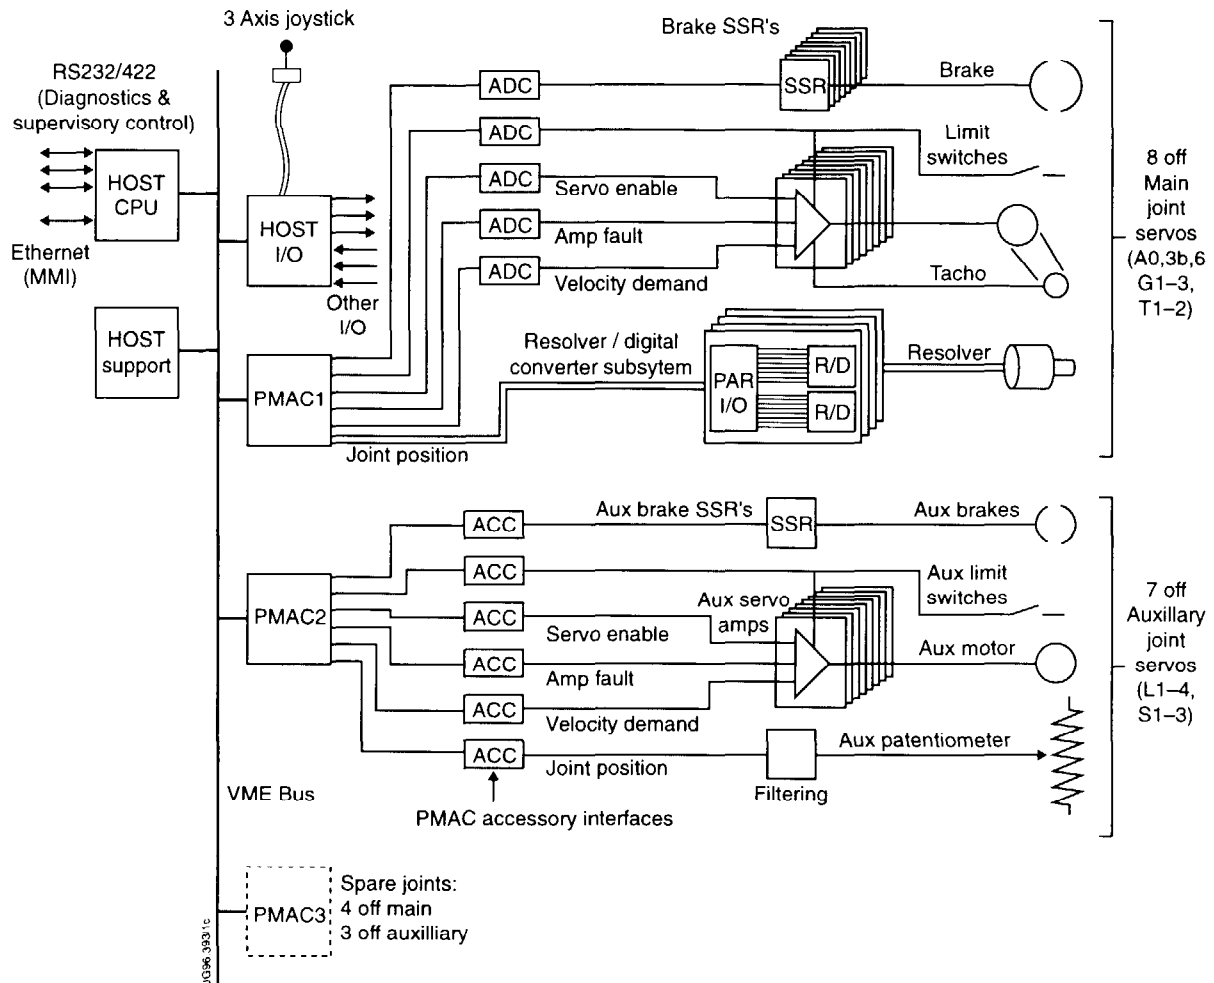 3 Axis joystick
RS232/422
(Diagnostics &
supervisory control)
HOST
CPU
Ethernet
(MMI)
HOST
I/O
Other
I/O
HOST
support
PMAC1
ADC
ADC
ADC
ADC
ADC
Servo enable
Amp fault
Velocity demand
Brake SSR's
SSR
Brake
Limit
switches
Tacho
Resolver / digital
converter subsytem
PAR
I/O
R/D
R/D
Resolver
Joint position
8 off
Main
joint
servos
(A0,3b,6
G1–3,
T1–2)
PMAC2
ACC
ACC
ACC
ACC
ACC
ACC
Aux brake SSR's
SSR
Aux brakes
Aux limit
switches
Aux servo
amps
Servo enable
Aux motor
Amp fault
Velocity demand
Aux patentiometer
Joint position
Filtering
PMAC accessory interfaces
7 off
Auxillary
joint
servos
(L1–4,
S1–3)
VME Bus
PMAC3
Spare joints:
4 off main
3 off auxilliary
JG96.393/1c